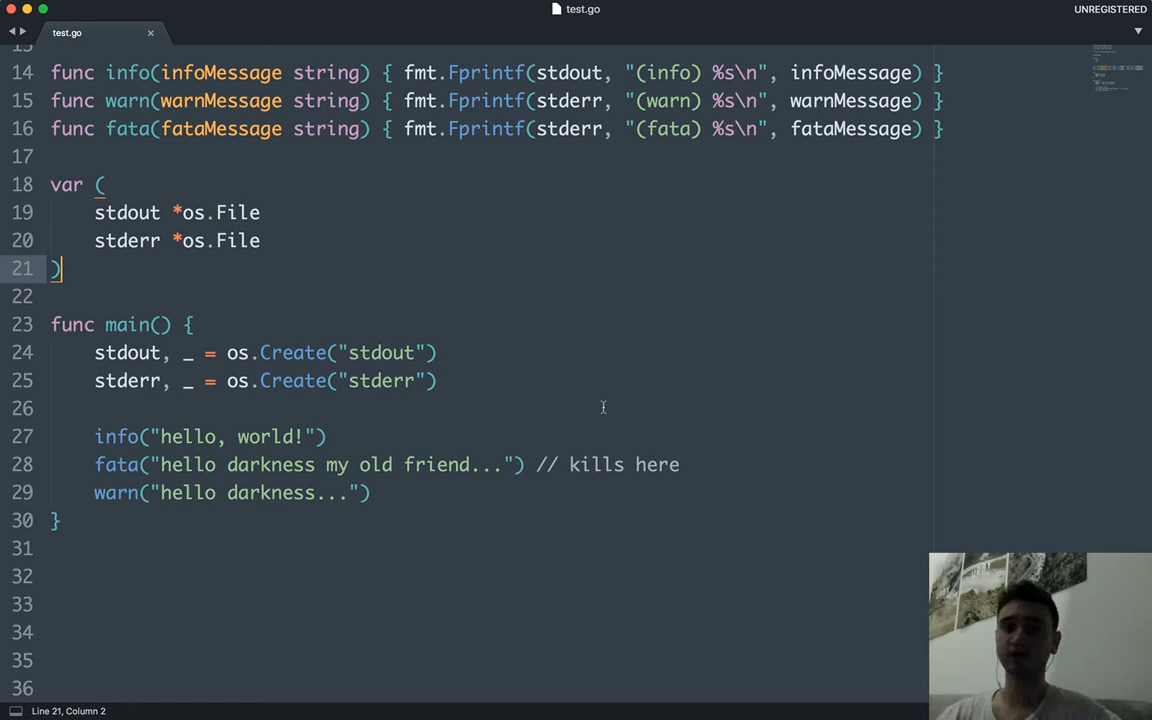 test.go
UNREGISTERED
test.go
14 func info(infoMessage string) { fmt.Fprintf(stdout, "(info) %s\n", infoMessage) }
15 func warn(warnMessage string) { fmt.Fprintf(stderr, "(warn) %s\n", warnMessage) }
16 func fata(fataMessage string) { fmt.Fprintf(stderr, "(fata) %s\n", fataMessage) }
17
18 var (
19 stdout *os.File
20 stderr *os.File
21 )
22
23 func main() {
24 stdout, _ = os.Create("stdout")
25 stderr, _ = os.Create("stderr")
26
27 info("hello, world!")
28 fata("hello darkness my old friend...") // kills here
29 warn("hello darkness...")
30 }
31
32
33
34
35
36
Line 21, Column 2